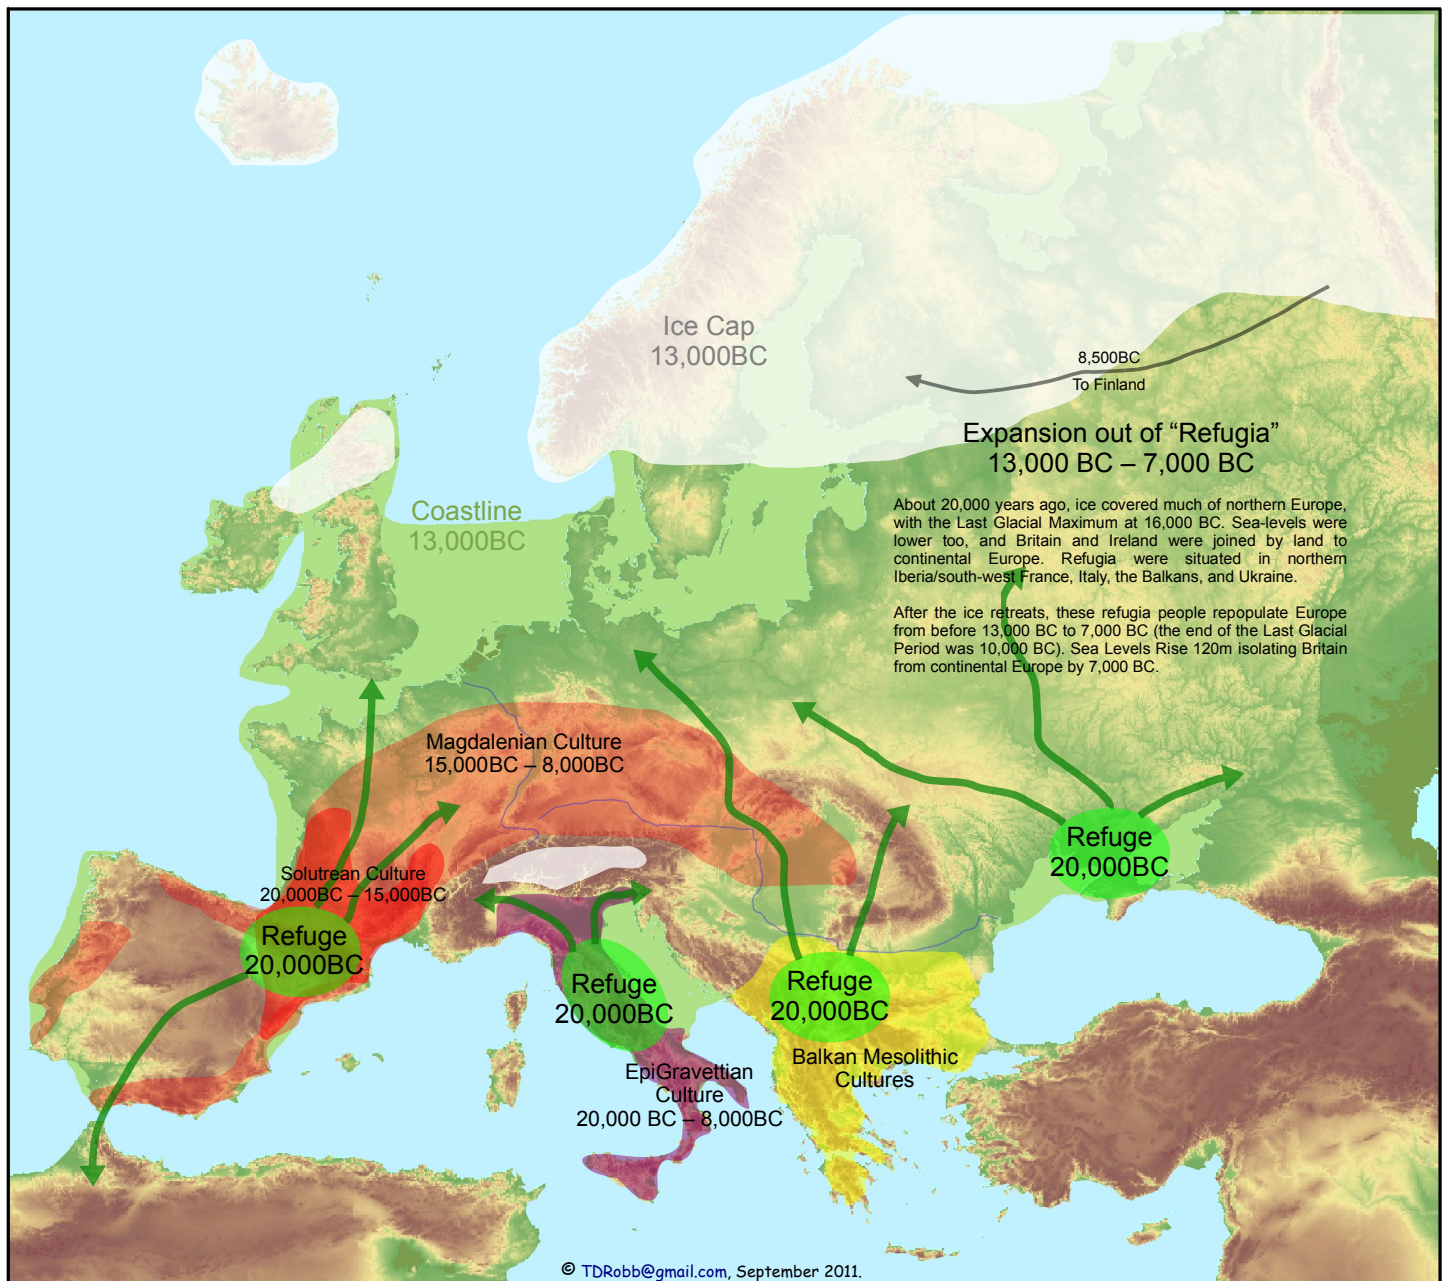 Ice Cap
13,000BC
8,500BC
To Finland
Expansion out of “Refugia”
13,000 BC – 7,000 BC
About 20,000 years ago, ice covered much of northern Europe,
with the Last Glacial Maximum at 16,000 BC. Sea-levels were
lower too, and Britain and Ireland were joined by land to
continental Europe. Refugia were situated in northern
Iberia/south-west France, Italy, the Balkans, and Ukraine.
After the ice retreats, these refugia people repopulate Europe
from before 13,000 BC to 7,000 BC (the end of the Last Glacial
Period was 10,000 BC). Sea Levels Rise 120m isolating Britain
from continental Europe by 7,000 BC.
Coastline
13,000BC
Magdalenian Culture
15,000BC – 8,000BC
Solutrean Culture
20,000BC – 15,000BC
Refuge
20,000BC
Refuge
20,000BC
Refuge
20,000BC
Refuge
20,000BC
EpiGravettian
Culture
20,000 BC – 8,000BC
Balkan Mesolithic
Cultures
© TDRobb@gmail.com, September 2011.